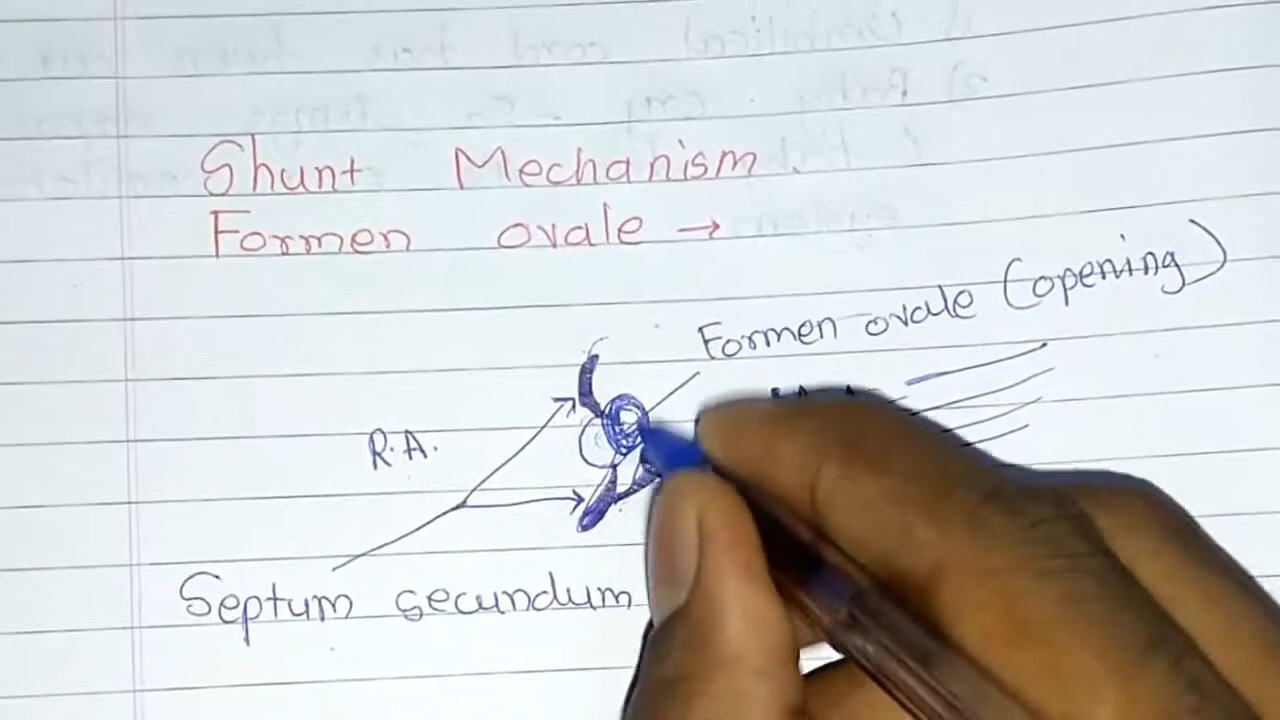 Shunt Mechanism
Formen ovale →
Formen ovale (opening)
R.A.
Septum secundum